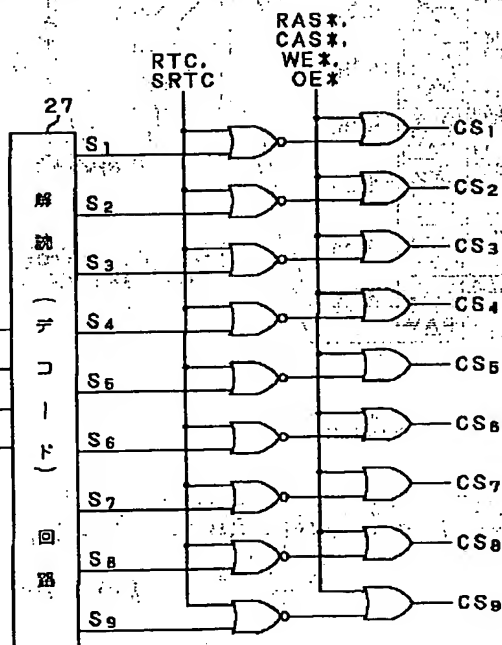 RAS*.
CAS*.
WE*.
OE*
RTC.
SRTC
27
解読(デコード)回路
S1
CS1
S2
CS2
S3
CS3
S4
CS4
S5
CS5
S6
CS6
S7
CS7
S8
CS8
S9
CS9